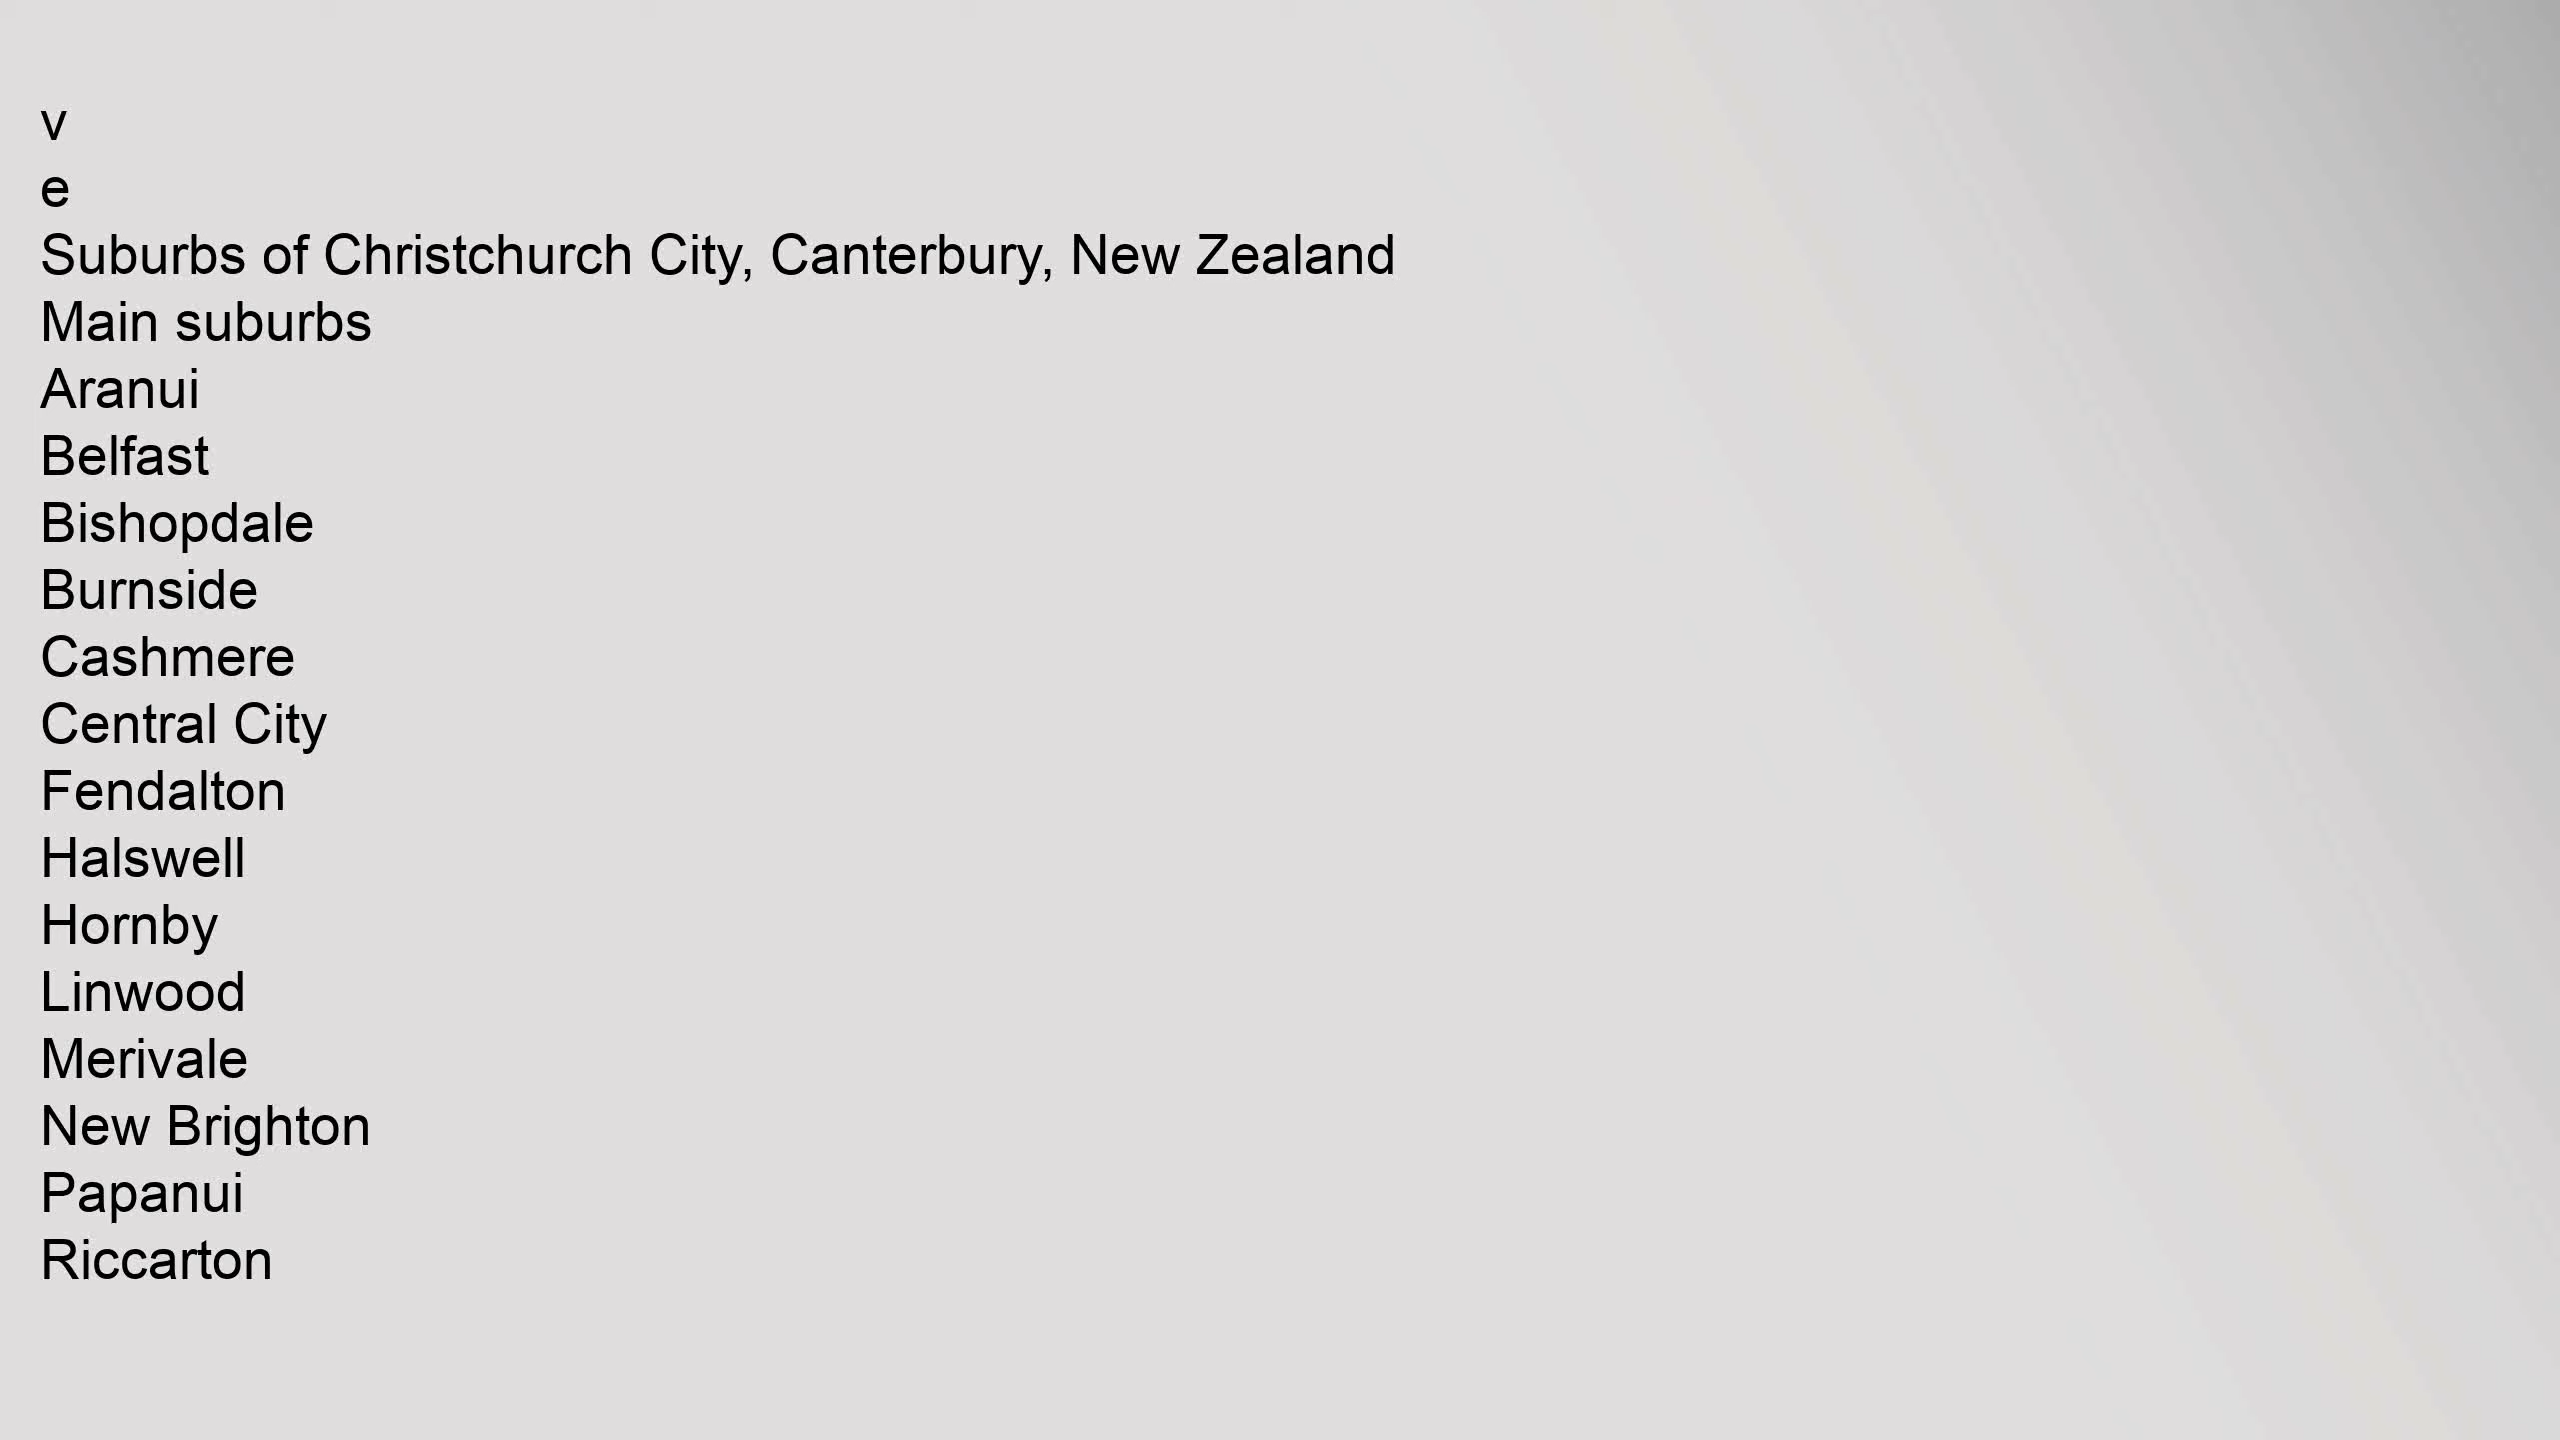 v
e
Suburbs of Christchurch City, Canterbury, New Zealand
Main suburbs
Aranui
Belfast
Bishopdale
Burnside
Cashmere
Central City
Fendalton
Halswell
Hornby
Linwood
Merivale
New Brighton
Papanui
Riccarton